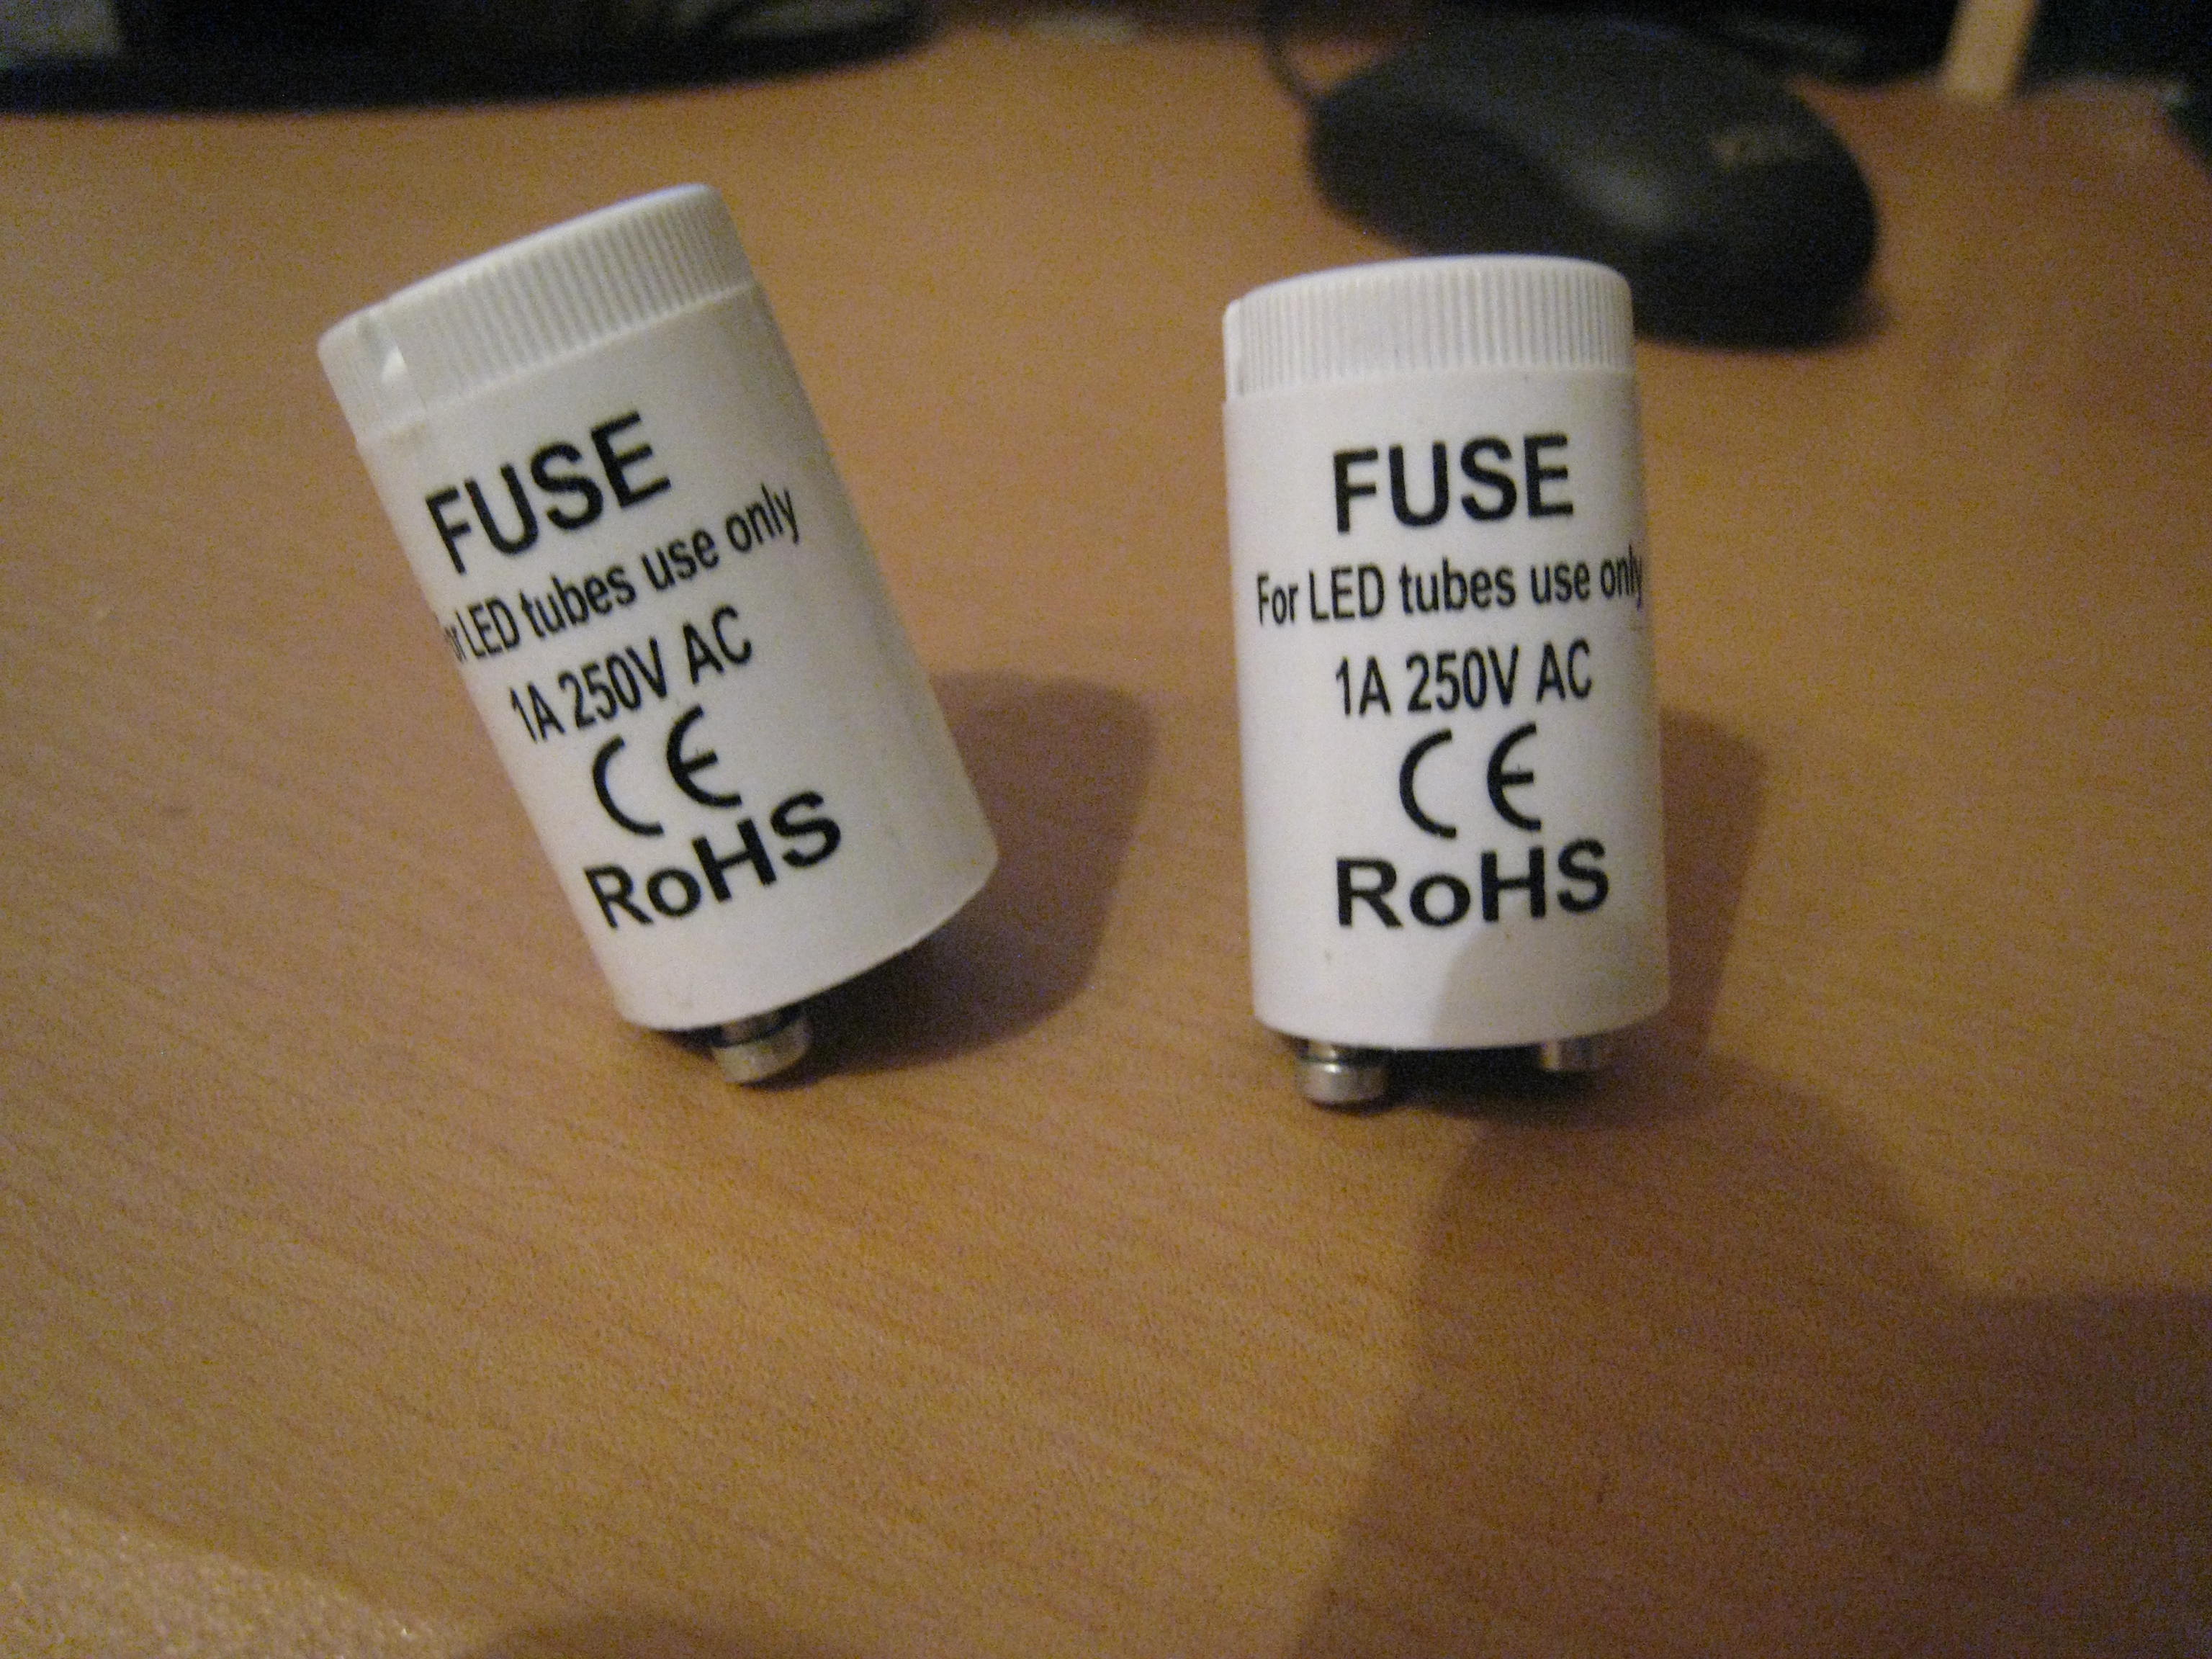 FUSE
or LED tubes use only
1A 250V AC
CE
RoHS
FUSE
For LED tubes use only
1A 250V AC
CE
RoHS